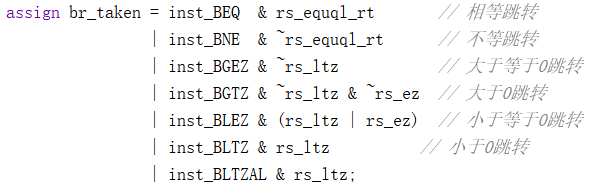 assign br_taken = inst_BEQ & rs_equql_rt // 相等跳转
| inst_BNE & ~rs_equql_rt // 不等跳转
| inst_BGEZ & ~rs_ltz // 大于等于0跳转
| inst_BGTZ & ~rs_ltz & ~rs_ez // 大于0跳转
| inst_BLEZ & (rs_ltz | rs_ez) // 小于等于0跳转
| inst_BLTZ & rs_ltz // 小于0跳转
| inst_BLTZAL & rs_ltz;